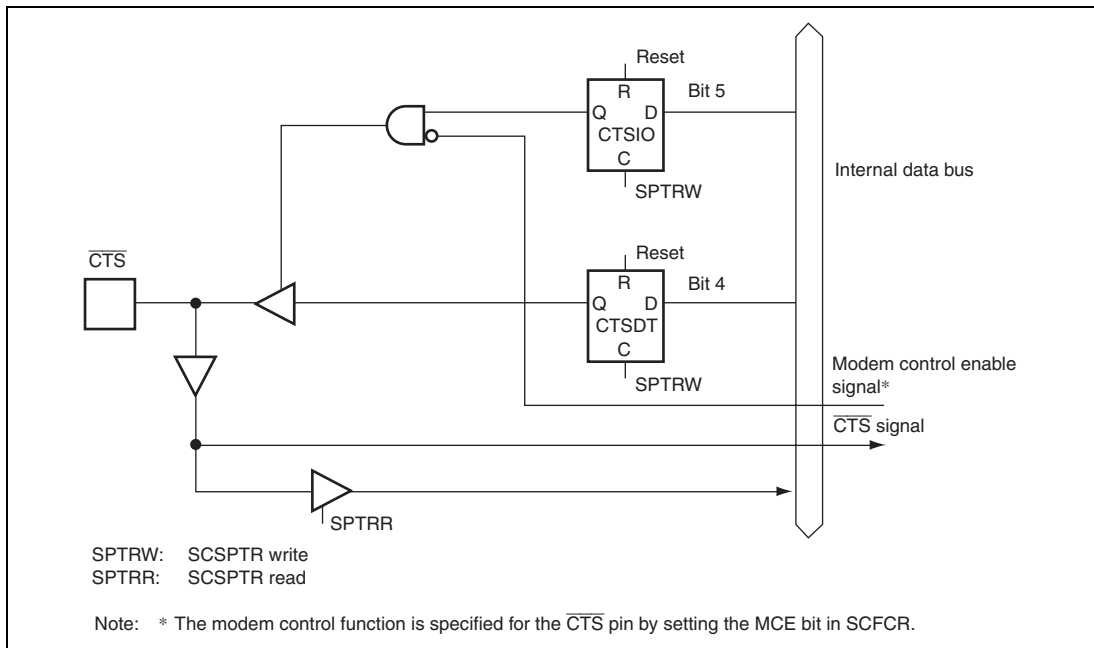 Reset
R
Bit 5
Q D
CTSIO
C
SPTRW
Internal data bus
CTS
Reset
R
Bit 4
Q D
CTSDT
C
SPTRW
Modem control enable
signal*
CTS signal
SPTRR
SPTRW: SCSPTR write
SPTRR: SCSPTR read
Note: * The modem control function is specified for the CTS pin by setting the MCE bit in SCFCR.